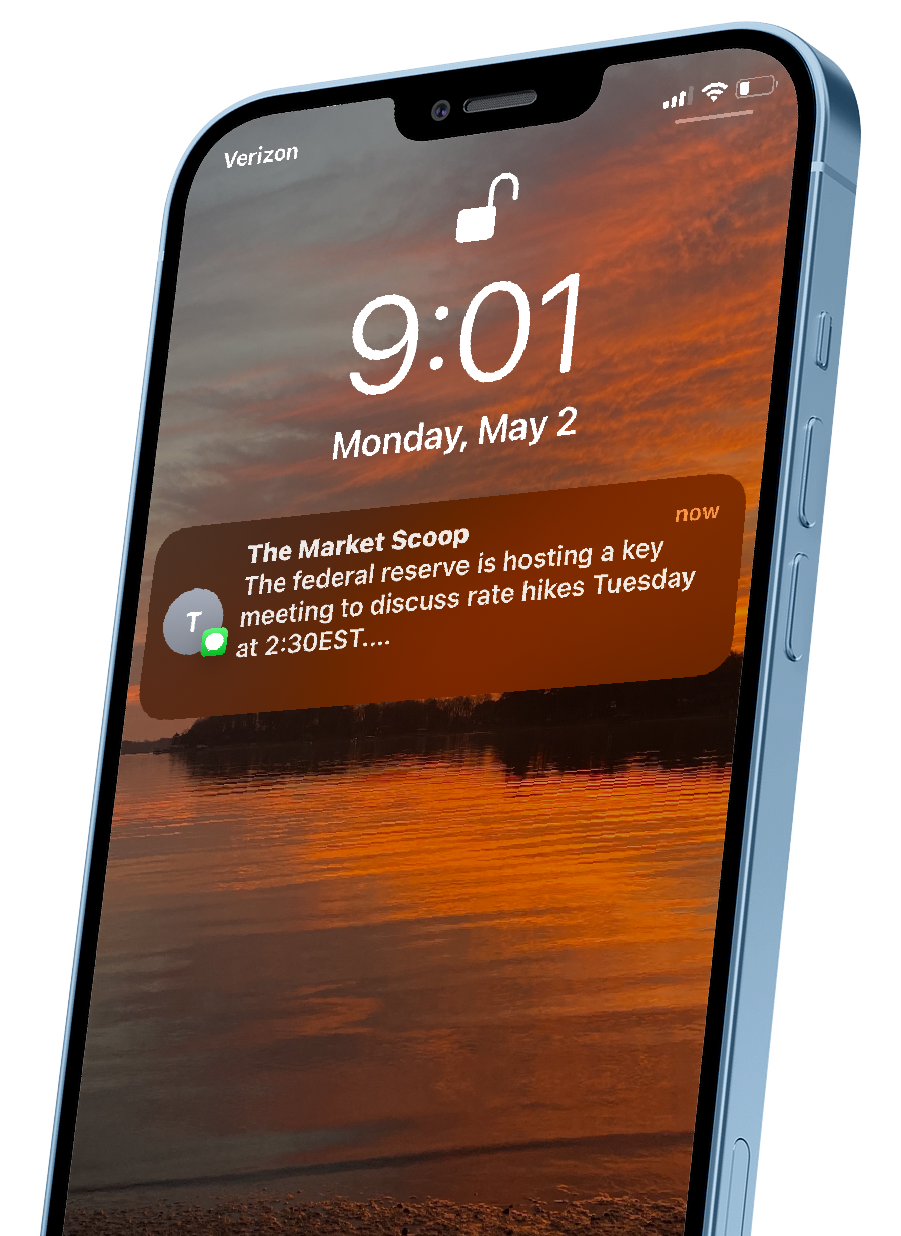 Verizon
9:01
Monday, May 2
The Market Scoop
now
The federal reserve is hosting a key
meeting to discuss rate hikes Tuesday
at 2:30EST....
T